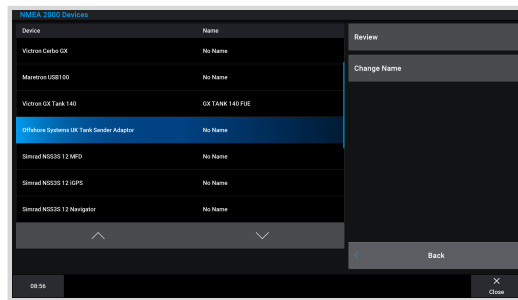 NMEA 2000 Devices
Device Name
Victron Cerbo GX No Name
Maretron USB100 No Name
Victron GX Tank 140 GX TANK 140 FUE
Offshore Systems UK Tank Sender Adaptor No Name
Simrad NSS3S 12 MFD No Name
Simrad NSS3S 12 iGPS No Name
Simrad NSS3S 12 Navigator No Name
Review
Change Name
Back
08:56
Close